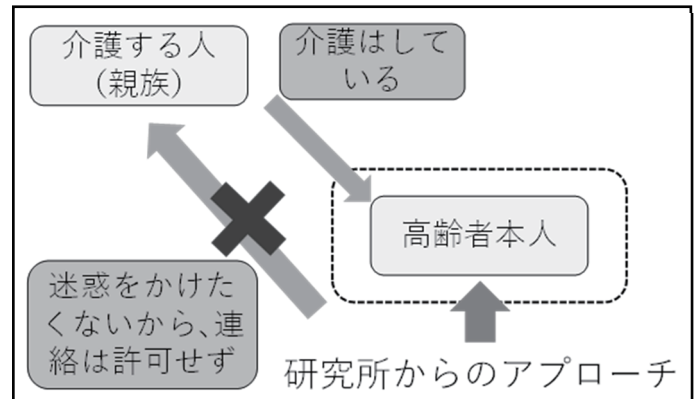 介護する人
(親族)
介護はして
いる
高齢者本人
迷惑をかけた
くないから、連
絡は許可せず
研究所からのアプローチ